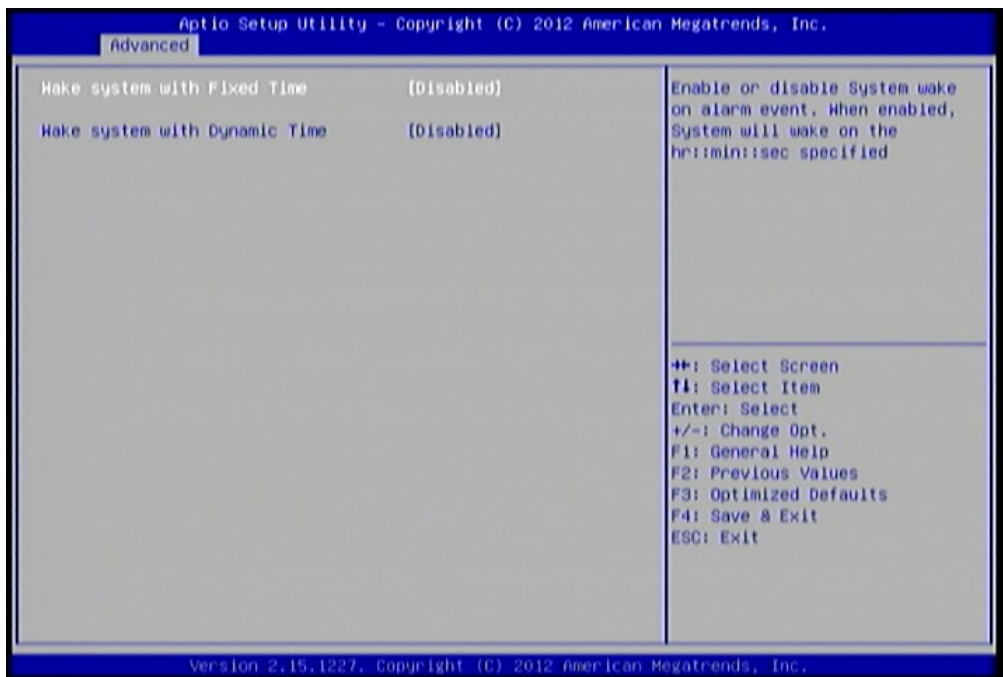 Aptio Setup Utility - Copyright (C) 2012 American Megatrends, Inc.
Advanced
Wake system with Fixed Time [Disabled]
Wake system with Dynamic Time [Disabled]
Enable or disable System wake
on alarm event. When enabled,
System will wake on the
hr::min::sec specified
→←: Select Screen
↑↓: Select Item
Enter: Select
+/-: Change Opt.
F1: General Help
F2: Previous Values
F3: Optimized Defaults
F4: Save & Exit
ESC: Exit
Version 2.15.1227. Copyright (C) 2012 American Megatrends, Inc.